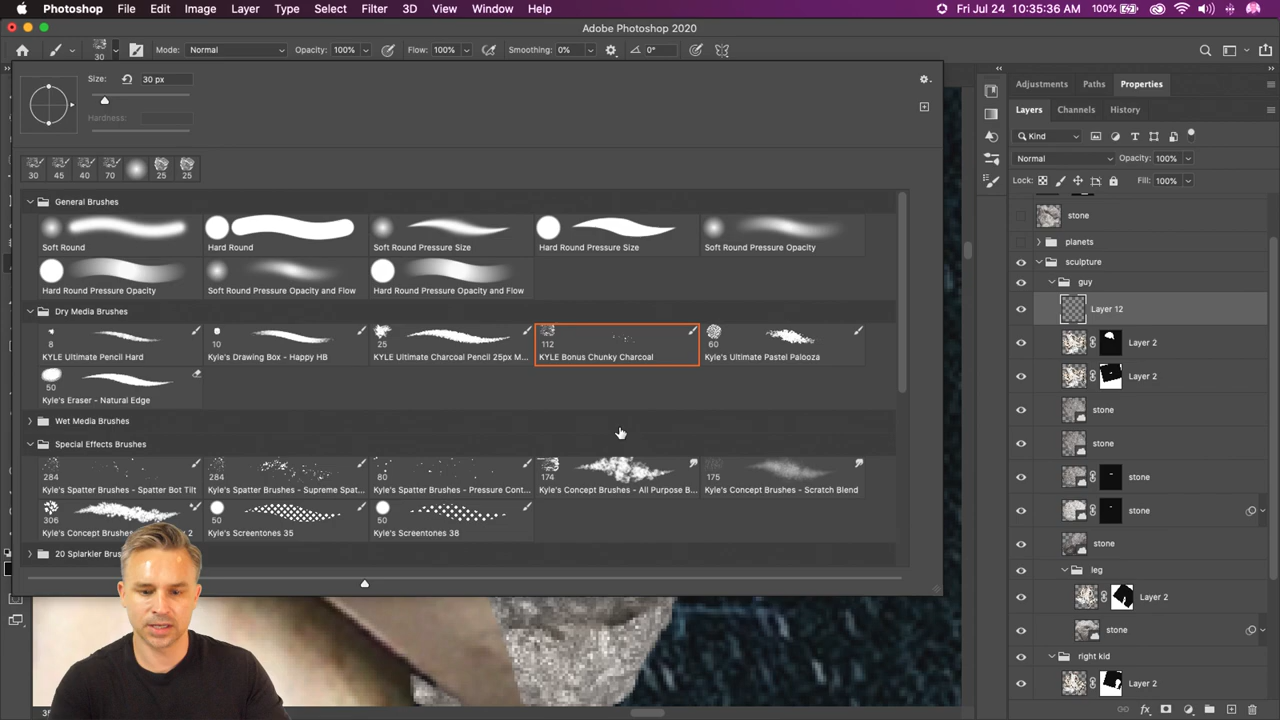 Photoshop File Edit Image Layer Type Select Filter 3D View Window Help 100% Fri Jul 24 10:35:36 AM
Adobe Photoshop 2020
30 Mode: Normal Opacity: 100% Flow: 100% Smoothing: 0% 0°
Size: 30 px
Hardness:
30 45 40 70 25 25
General Brushes
Soft Round Hard Round Soft Round Pressure Size Hard Round Pressure Size Soft Round Pressure Opacity
Hard Round Pressure Opacity Soft Round Pressure Opacity and Flow Hard Round Pressure Opacity and Flow
Dry Media Brushes
8 10 25 112 60
KYLE Ultimate Pencil Hard Kyle's Drawing Box - Happy HB KYLE Ultimate Charcoal Pencil 25px M... KYLE Bonus Chunky Charcoal Kyle's Ultimate Pastel Palooza
50
Kyle's Eraser - Natural Edge
Wet Media Brushes
Special Effects Brushes
284 284 80 174 175
Kyle's Spatter Brushes - Spatter Bot Tilt Kyle's Spatter Brushes - Supreme Spat... Kyle's Spatter Brushes - Pressure Cont... Kyle's Concept Brushes - All Purpose B... Kyle's Concept Brushes - Scratch Blend
306 50 50
Kyle's Concept Brushes 2 Kyle's Screentones 35 Kyle's Screentones 38
20 Sparkler Brus
Adjustments Paths Properties
Layers Channels History
Kind
Normal Opacity: 100%
Lock: Fill: 100%
stone
planets
sculpture
guy
Layer 12
Layer 2
Layer 2
stone
stone
stone
stone
stone
leg
Layer 2
stone
right kid
Layer 2